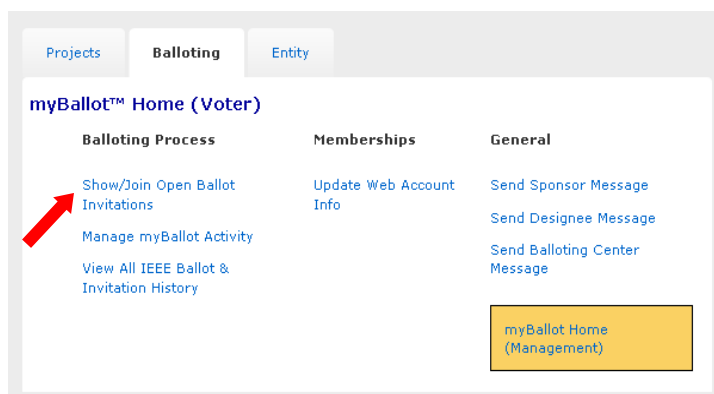 Projects
Balloting
Entity
myBallot™ Home (Voter)
Balloting Process
Show/Join Open Ballot
Invitations
Manage myBallot Activity
View All IEEE Ballot &
Invitation History
Memberships
Update Web Account
Info
General
Send Sponsor Message
Send Designee Message
Send Balloting Center
Message
myBallot Home
(Management)